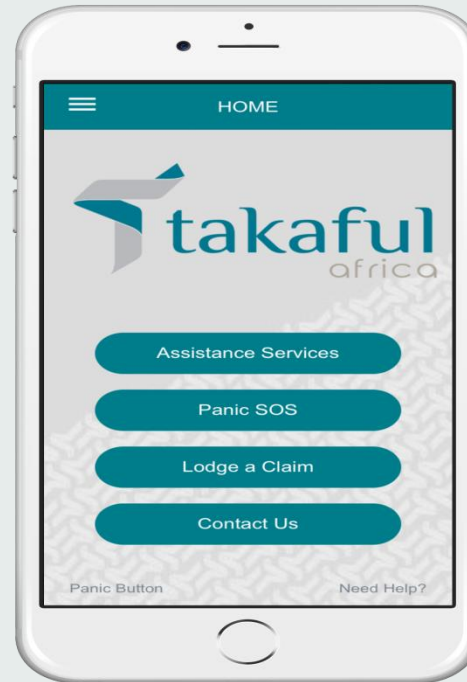 HOME
takaful
africa
Assistance Services
Panic SOS
Lodge a Claim
Contact Us
Panic Button
Need Help?